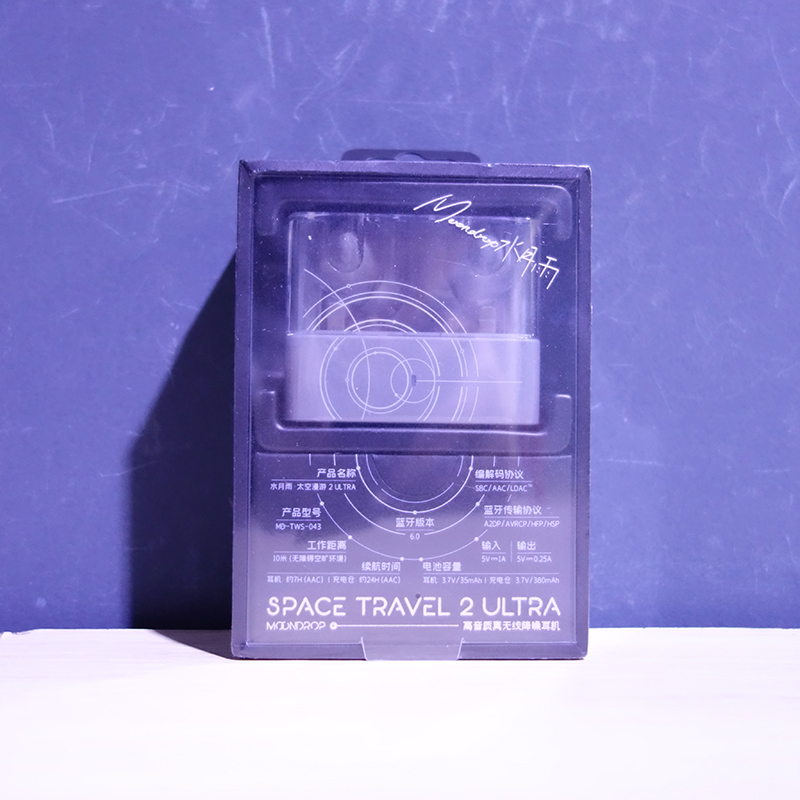 Moondrop水月雨
产品名称
水月雨 太空漫游 2 ULTRA
编解码协议
SBC/AAC/LDAC™
产品型号
MD-TWS-043
蓝牙版本
6.0
蓝牙传输协议
A2DP/AVRCP/HFP/HSP
工作距离
10米 (无障碍空旷环境)
输入
5V⎓1A
输出
5V⎓0.25A
续航时间
耳机 约7H (AAC) | 充电仓 约24H (AAC)
电池容量
耳机 3.7V/35mAh | 充电仓 3.7V/380mAh
SPACE TRAVEL 2 ULTRA
MOONDROP
高音质真无线降噪耳机